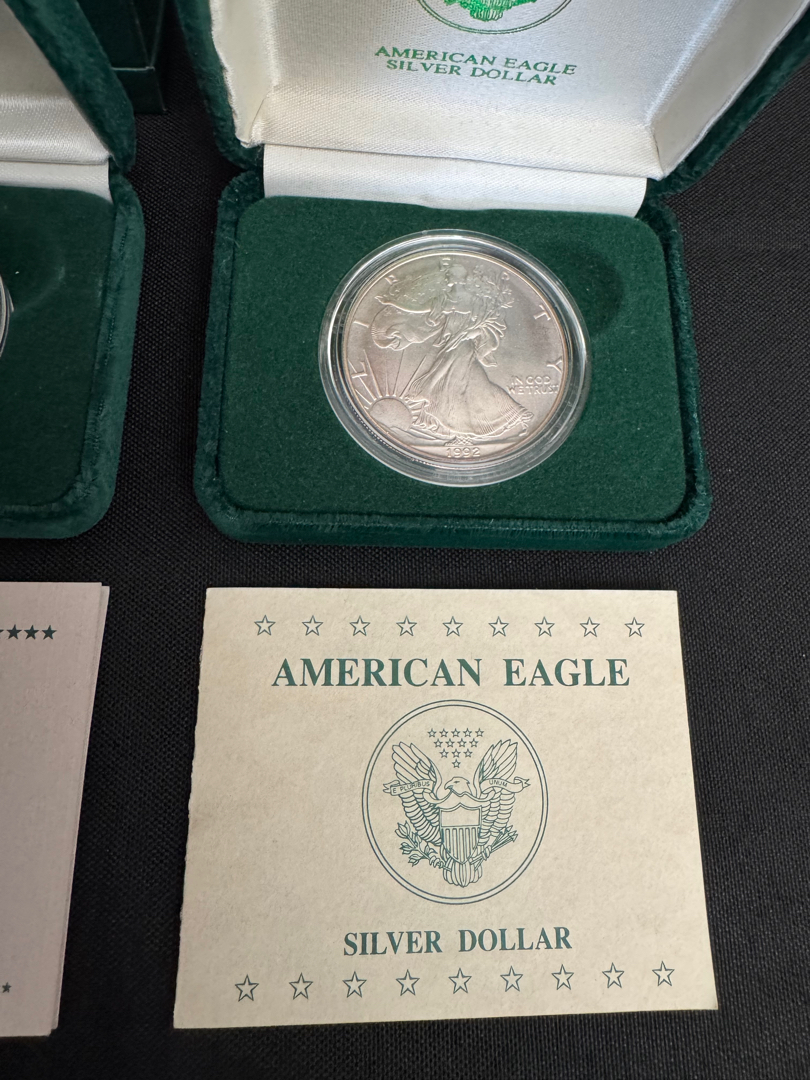 AMERICAN EAGLE
SILVER DOLLAR
LIBERTY
IN GOD
WE TRUST
1992
AMERICAN EAGLE
E PLURIBUS UNUM
SILVER DOLLAR